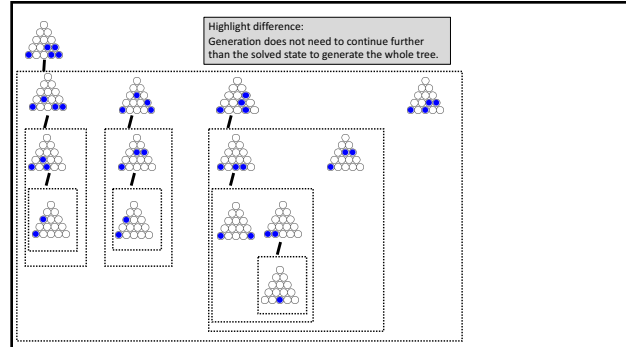 Highlight difference:
Generation does not need to continue further
than the solved state to generate the whole tree.